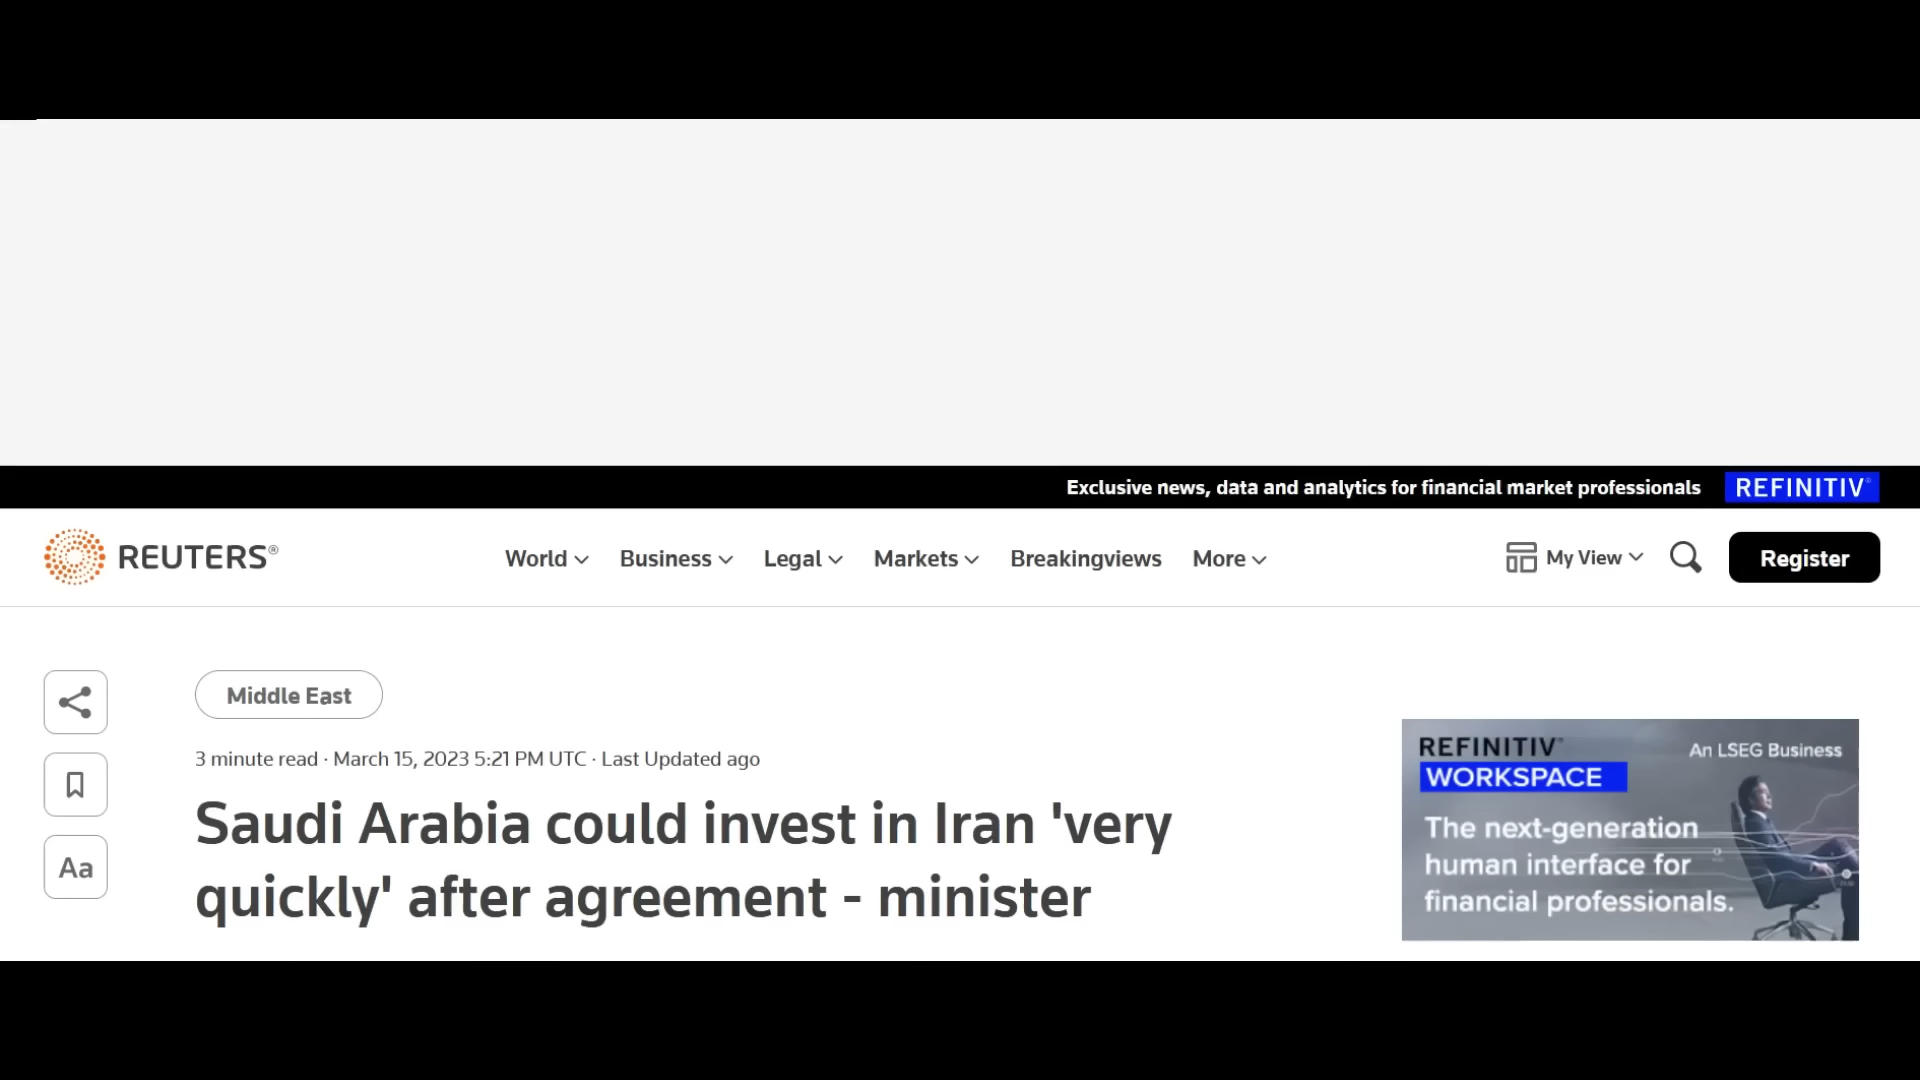 Exclusive news, data and analytics for financial market professionals REFINITIV
REUTERS® World Business Legal Markets Breakingviews More My View Register
Middle East
3 minute read · March 15, 2023 5:21 PM UTC · Last Updated ago
Saudi Arabia could invest in Iran 'very
quickly' after agreement - minister
Aa
REFINITIV An LSEG Business
WORKSPACE
The next-generation
human interface for
financial professionals.